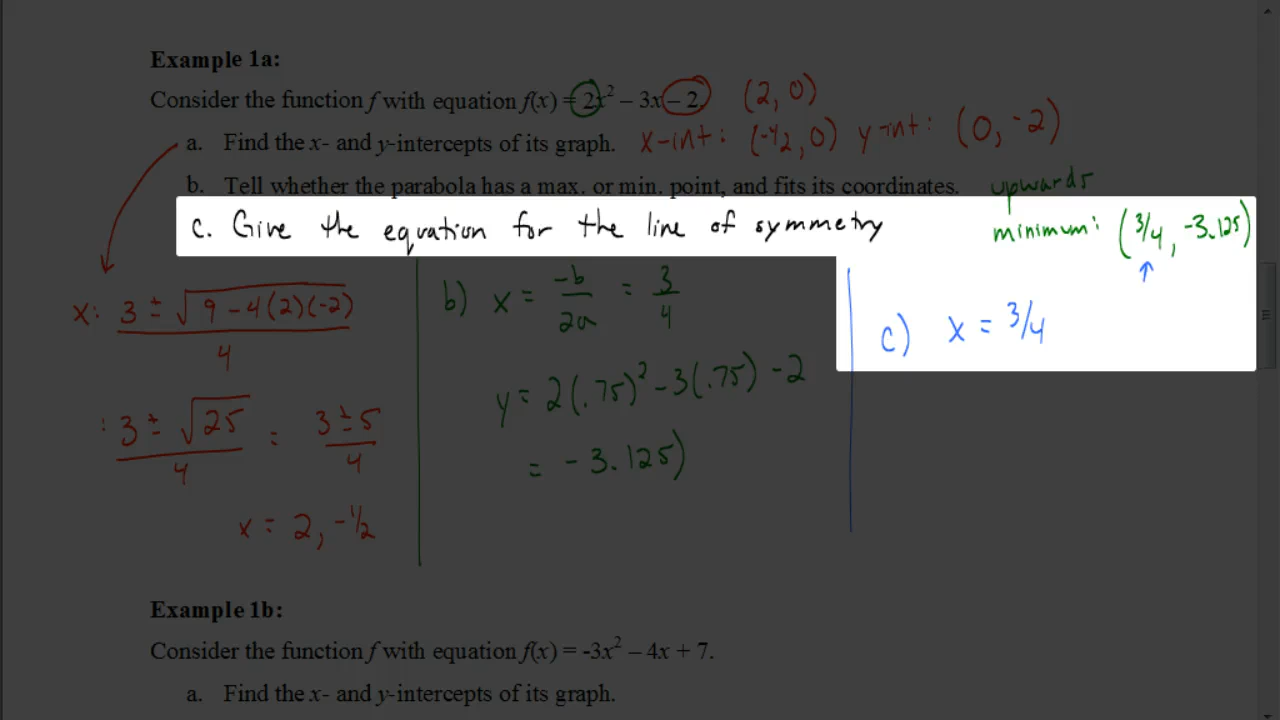 Example 1a:
Consider the function f with equation f(x) = 2x² – 3x – 2. (2, 0)
a. Find the x- and y-intercepts of its graph. x-int: (-1/2, 0) y-int: (0, -2)
b. Tell whether the parabola has a max. or min. point, and fits its coordinates. upwards
c. Give the equation for the line of symmetry minimum: (3/4, -3.125)
x: 3 ± √9 - 4(2)(-2)
4
: 3 ± √25 = 3 ± 5
4 4
x = 2, -1/2
b) x = -b = 3
2a 4
y = 2(.75)² - 3(.75) - 2
= -3.125)
c) x = 3/4
Example 1b:
Consider the function f with equation f(x) = -3x² – 4x + 7.
a. Find the x- and y-intercepts of its graph.